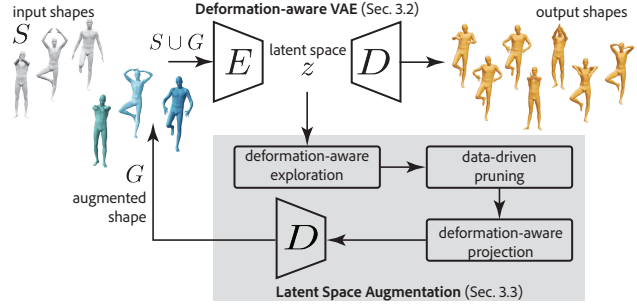 Deformation-aware VAE (Sec. 3.2)
input shapes
output shapes
S
S ∪ G
E
latent space
z
D
G
augmented
shape
deformation-aware
exploration
data-driven
pruning
D
deformation-aware
projection
Latent Space Augmentation (Sec. 3.3)